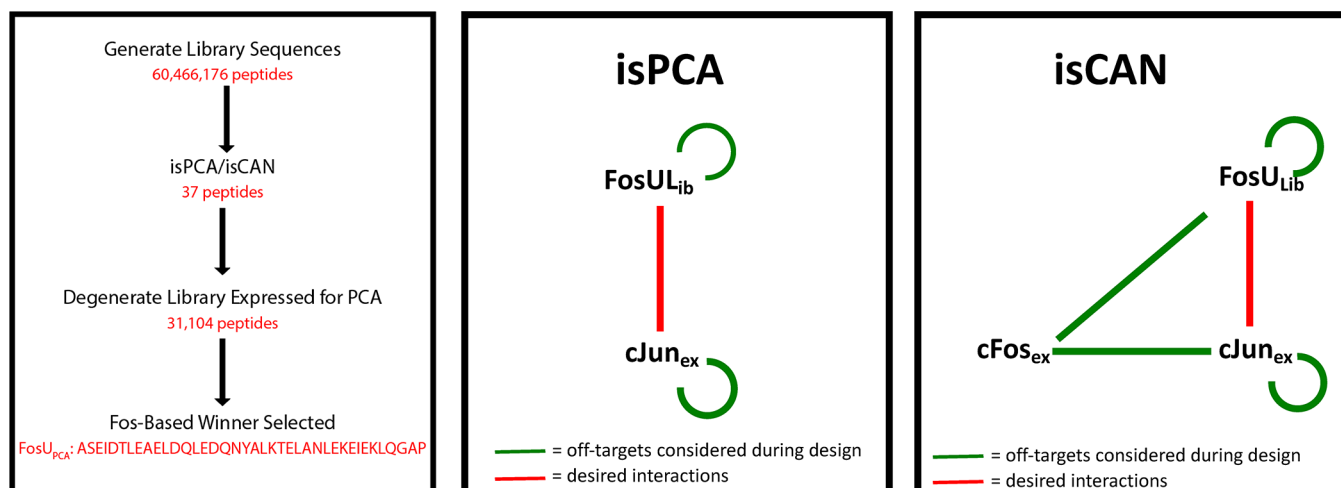 Generate Library Sequences
60,466,176 peptides
isPCA/isCAN
37 peptides
Degenerate Library Expressed for PCA
31,104 peptides
Fos-Based Winner Selected
FosUPCA: ASEIDTLEAELDQLEDQNYALKTELANLEKEIEKLQGAP
isPCA
FosULib
cJunex
= off-targets considered during design
= desired interactions
isCAN
FosULib
cFosex
cJunex
= off-targets considered during design
= desired interactions